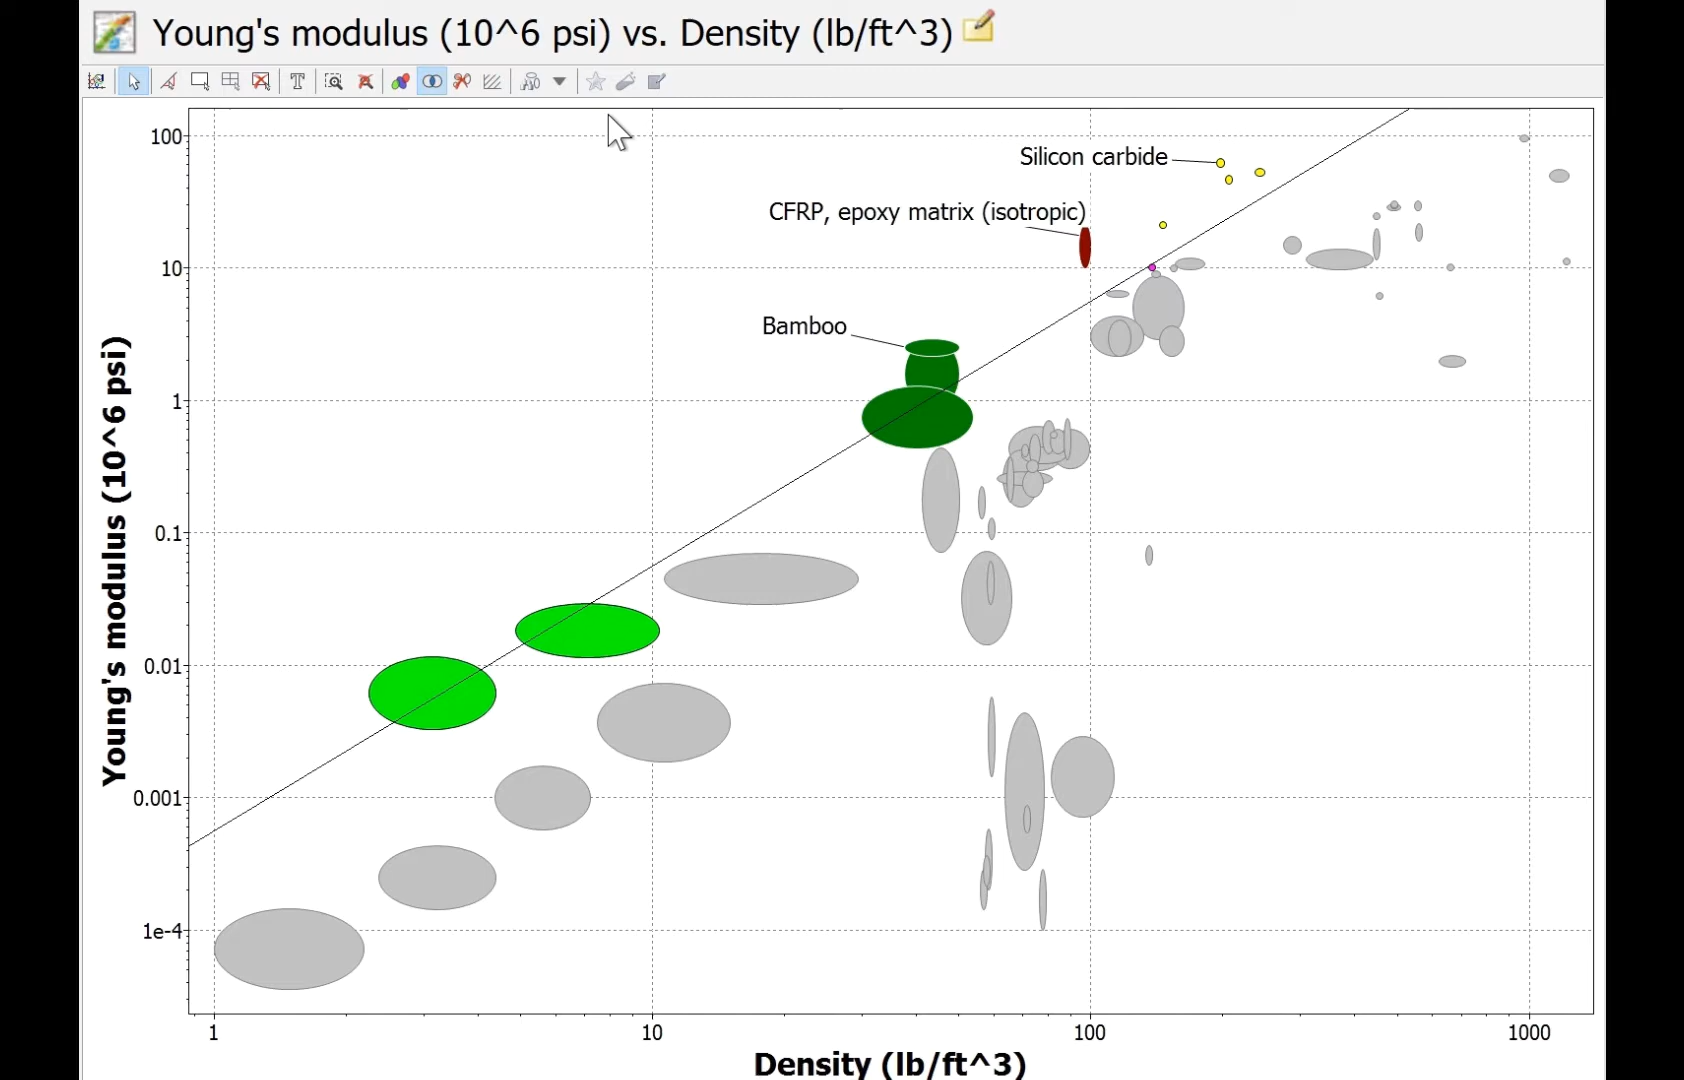 Young's modulus (10^6 psi) vs. Density (lb/ft^3)
T
100
Silicon carbide
CFRP, epoxy matrix (isotropic)
10
Bamboo
1
0.1
0.01
0.001
1e-4
Young's modulus (10^6 psi)
1 10 100 1000
Density (lb/ft^3)